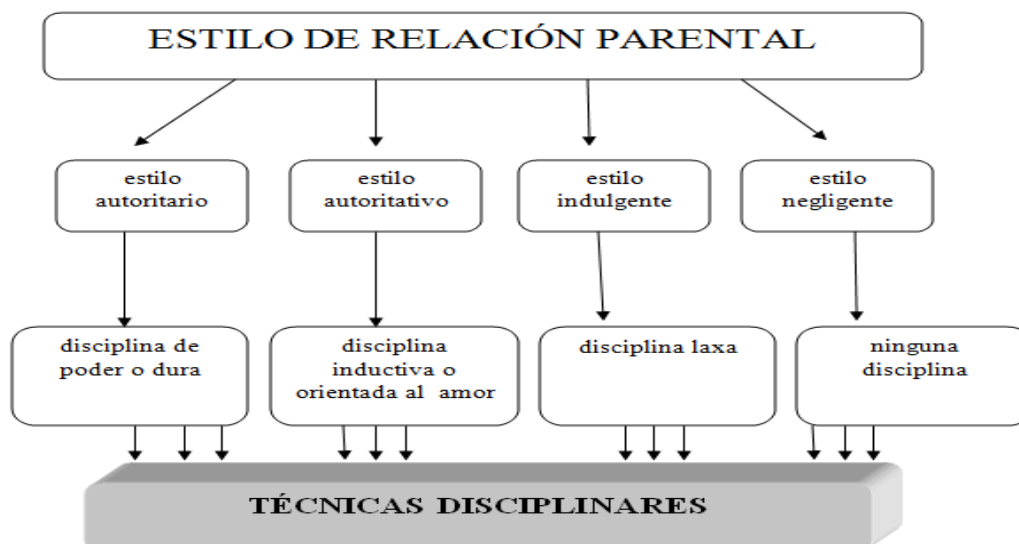 ESTILO DE RELACIÓN PARENTAL
estilo
autoritario
estilo
autoritativo
estilo
indulgente
estilo
negligente
disciplina de
poder o dura
disciplina
inductiva o
orientada al amor
disciplina laxa
ninguna
disciplina
TÉCNICAS DISCIPLINARES